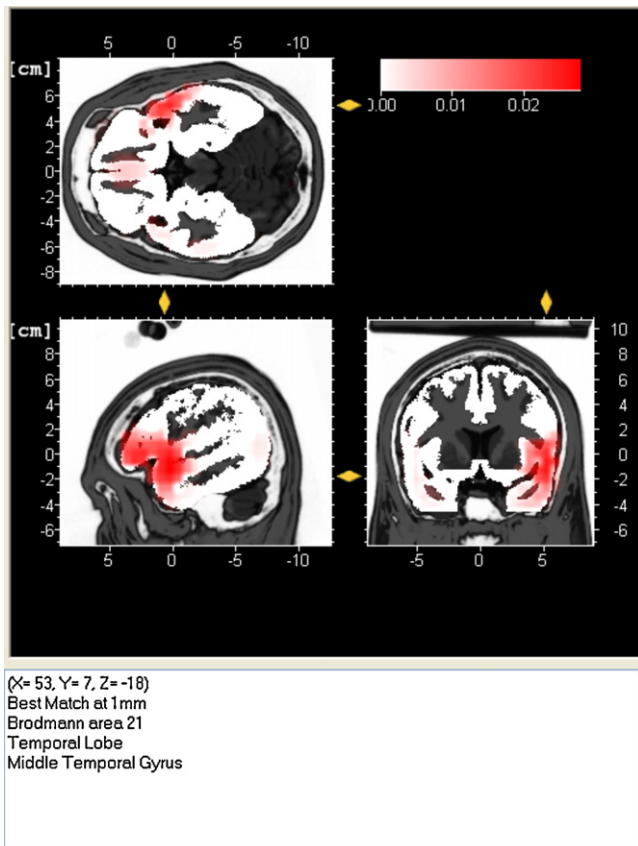 5 0 -5 -10
[cm]
6
4
2
0
-2
-4
-6
-8
0.00 0.01 0.02
[cm]
8
6
4
2
0
-2
-4
-6
5 0 -5 -10
10
8
6
4
2
0
-2
-4
-6
-5 0 5
(X= 53, Y= 7, Z= -18)
Best Match at 1mm
Brodmann area 21
Temporal Lobe
Middle Temporal Gyrus